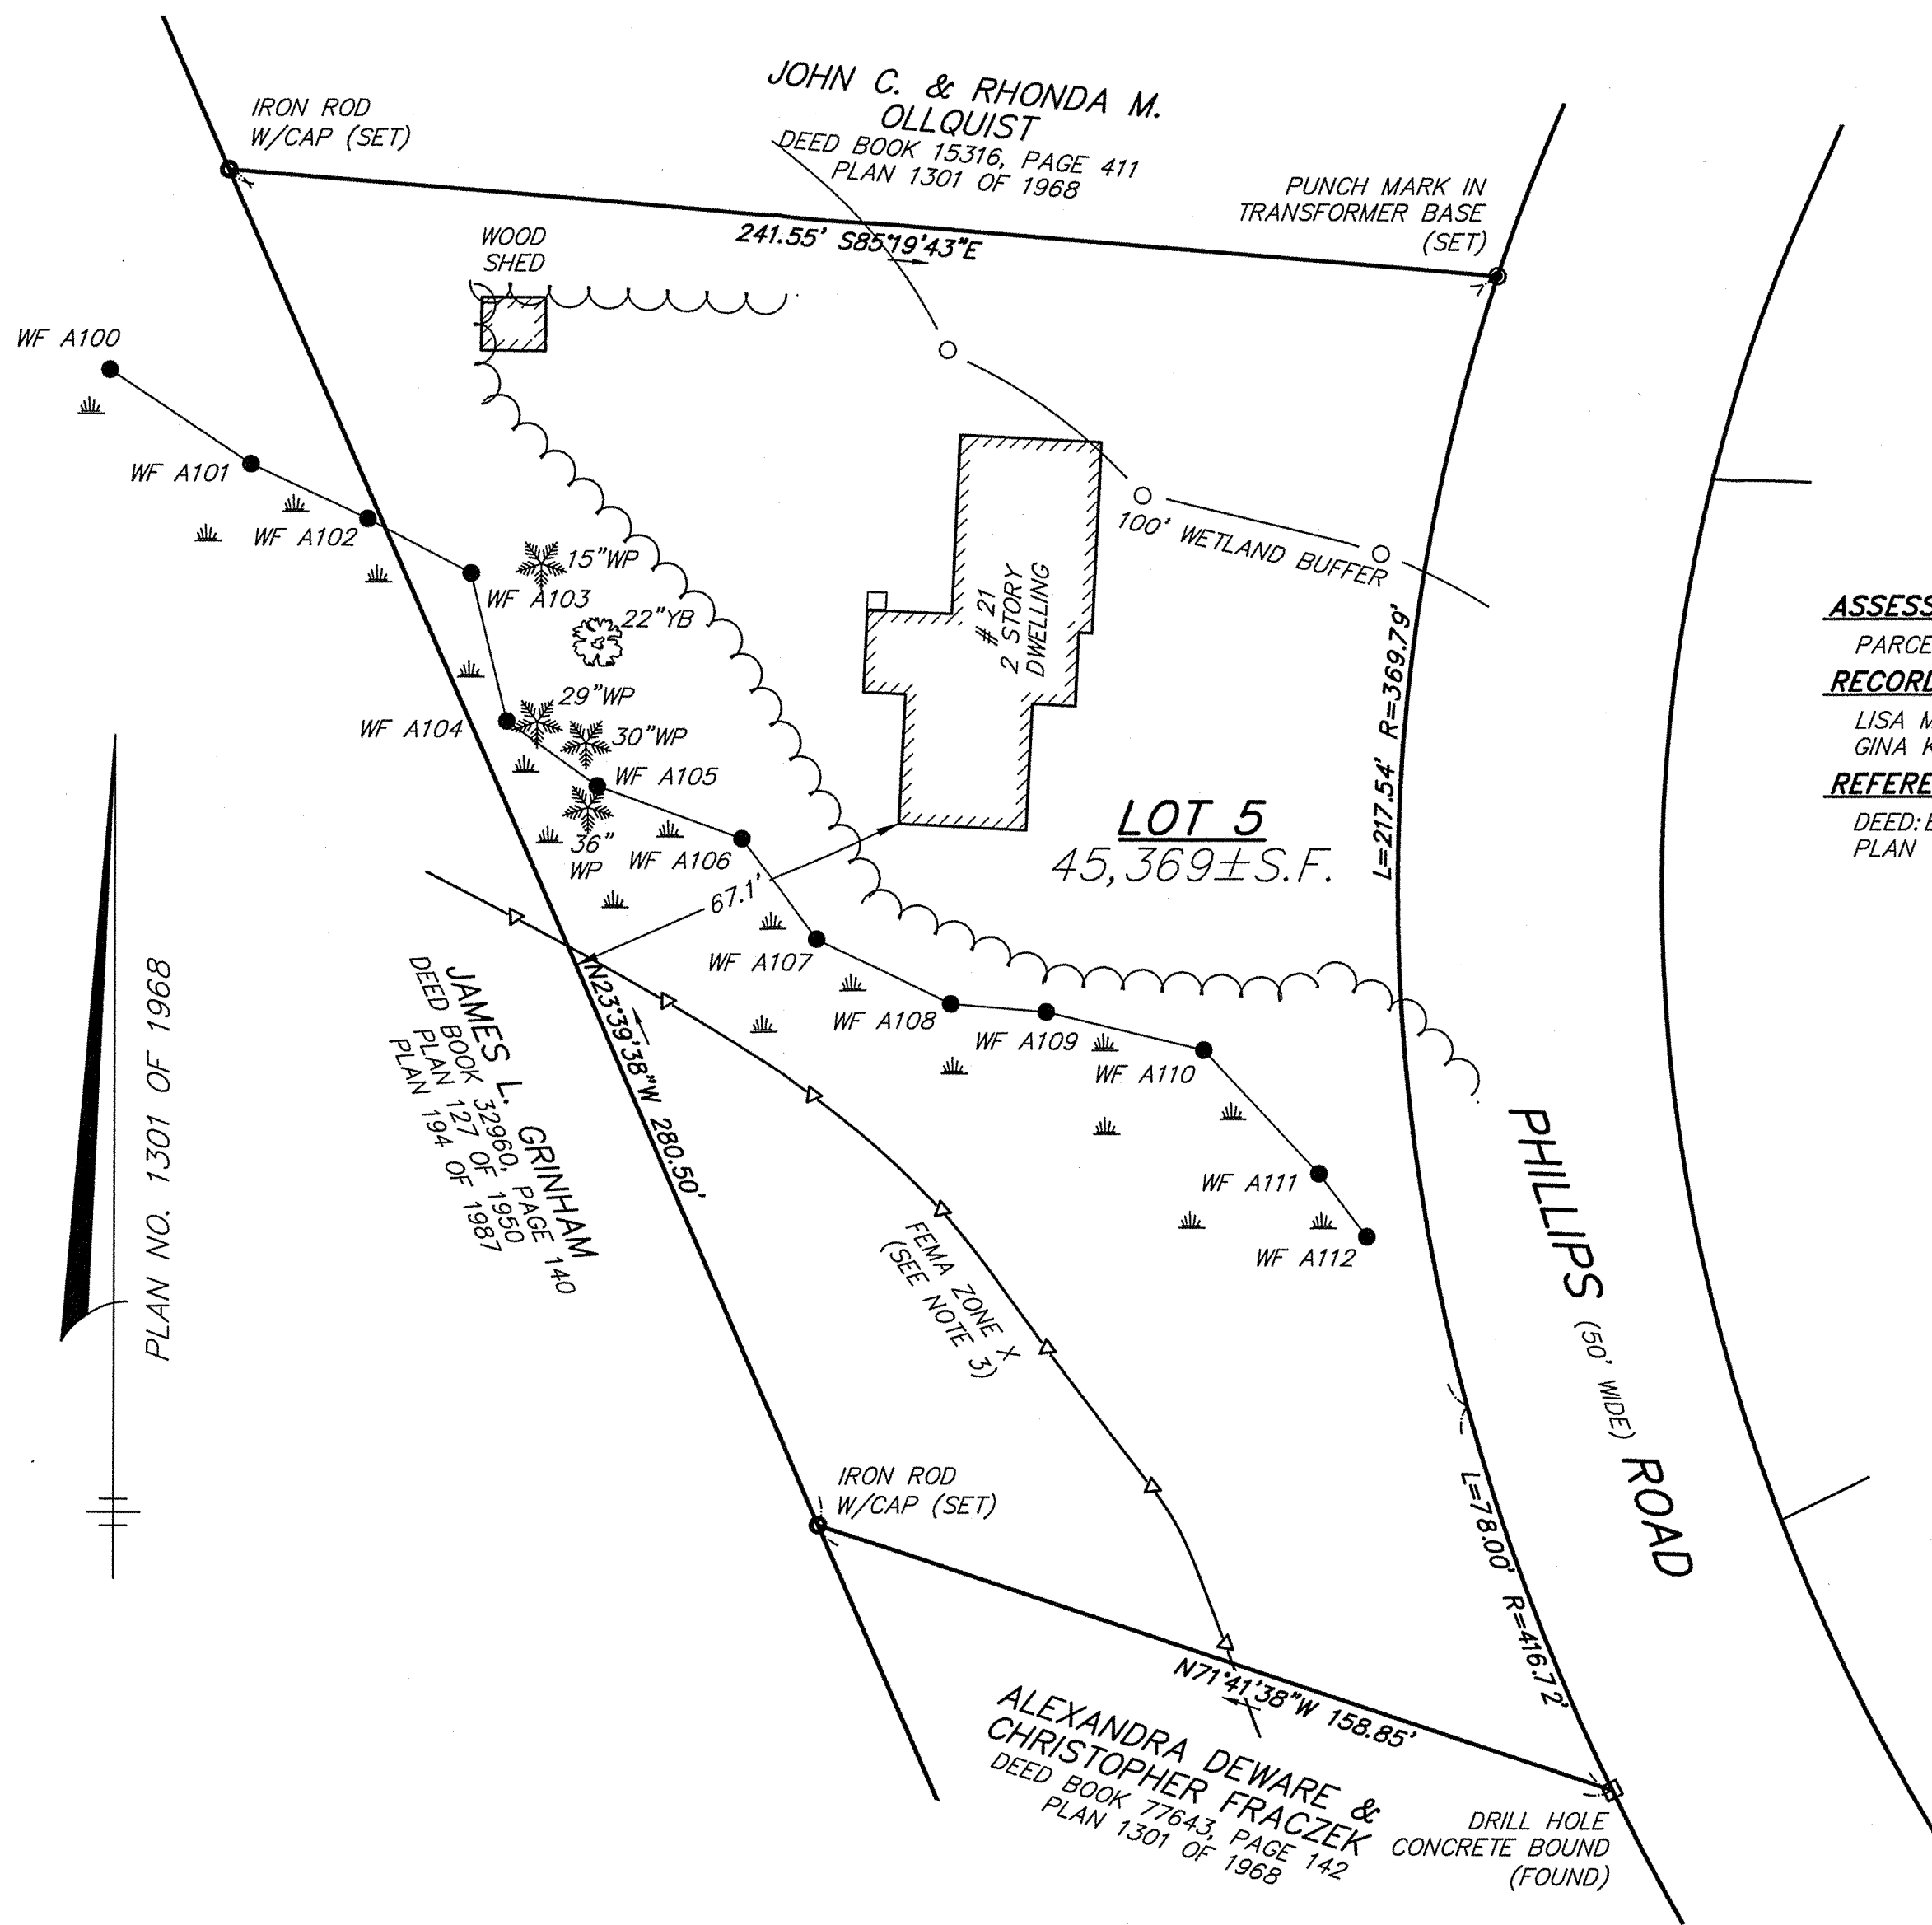 JOHN C. & RHONDA M.
OLLQUIST
DEED BOOK 15316, PAGE 411
PLAN 1301 OF 1968
IRON ROD
W/CAP (SET)
PUNCH MARK IN
TRANSFORMER BASE
(SET)
241.55' S85°19'43"E
WOOD
SHED
WF A100
WF A101
WF A102
WF A103
15"WP
22"YB
29"WP
30"WP
WF A104
WF A105
36"
WP
WF A106
67.1'
WF A107
WF A108
WF A109
WF A110
WF A111
WF A112
# 21
2 STORY
DWELLING
100' WETLAND BUFFER
LOT 5
45,369±S.F.
L=217.54' R=369.79'
ASSESS
PARCE
RECORD
LISA M
GINA K
REFERE
DEED: B
PLAN
PLAN NO. 1301 OF 1968
JAMES L. GRINHAM
DEED BOOK 32960, PAGE 140
PLAN 127 OF 1950
PLAN 194 OF 1987
N23°39'38"W 280.50'
FEMA ZONE X
(SEE NOTE 3)
PHILLIPS (50' WIDE) ROAD
L=78.00' R=416.72'
IRON ROD
W/CAP (SET)
N71°41'38"W 158.85'
ALEXANDRA DEWARE &
CHRISTOPHER FRACZEK
DEED BOOK 77643, PAGE 142
PLAN 1301 OF 1968
DRILL HOLE
CONCRETE BOUND
(FOUND)